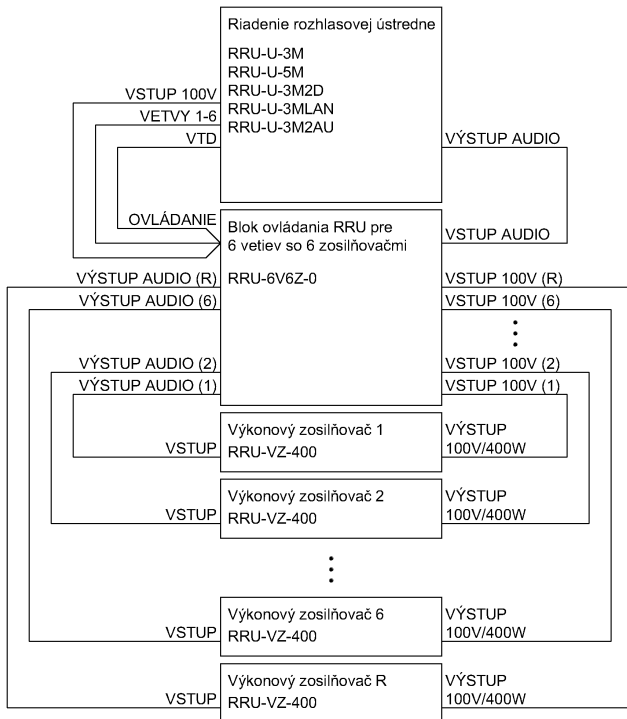 Riadenie rozhlasovej ústredne
RRU-U-3M
RRU-U-5M
RRU-U-3M2D
RRU-U-3MLAN
RRU-U-3M2AU
VSTUP 100V
VETVY 1-6
VTD
VÝSTUP AUDIO
OVLÁDANIE
Blok ovládania RRU pre
6 vetiev so 6 zosilňovačmi
RRU-6V6Z-0
VSTUP AUDIO
VÝSTUP AUDIO (R)
VÝSTUP AUDIO (6)
VÝSTUP AUDIO (2)
VÝSTUP AUDIO (1)
VSTUP 100V (R)
VSTUP 100V (6)
VSTUP 100V (2)
VSTUP 100V (1)
Výkonový zosilňovač 1
RRU-VZ-400
VSTUP
VÝSTUP
100V/400W
Výkonový zosilňovač 2
RRU-VZ-400
VSTUP
VÝSTUP
100V/400W
Výkonový zosilňovač 6
RRU-VZ-400
VSTUP
VÝSTUP
100V/400W
Výkonový zosilňovač R
RRU-VZ-400
VSTUP
VÝSTUP
100V/400W